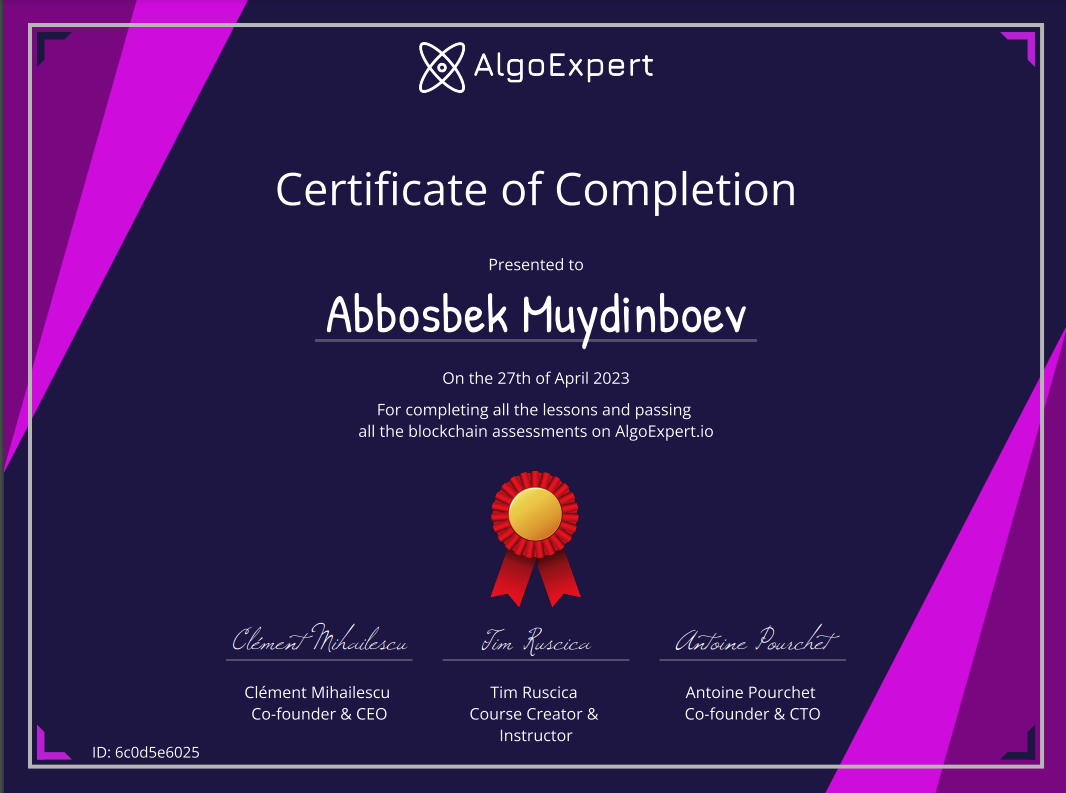 AlgoExpert
Certificate of Completion
Presented to
Abbosbek Muydinboev
On the 27th of April 2023
For completing all the lessons and passing
all the blockchain assessments on AlgoExpert.io
Clément Mihailescu
Tim Ruscica
Antoine Pourchet
Clément Mihailescu
Co-founder & CEO
Tim Ruscica
Course Creator &
Instructor
Antoine Pourchet
Co-founder & CTO
ID: 6c0d5e6025